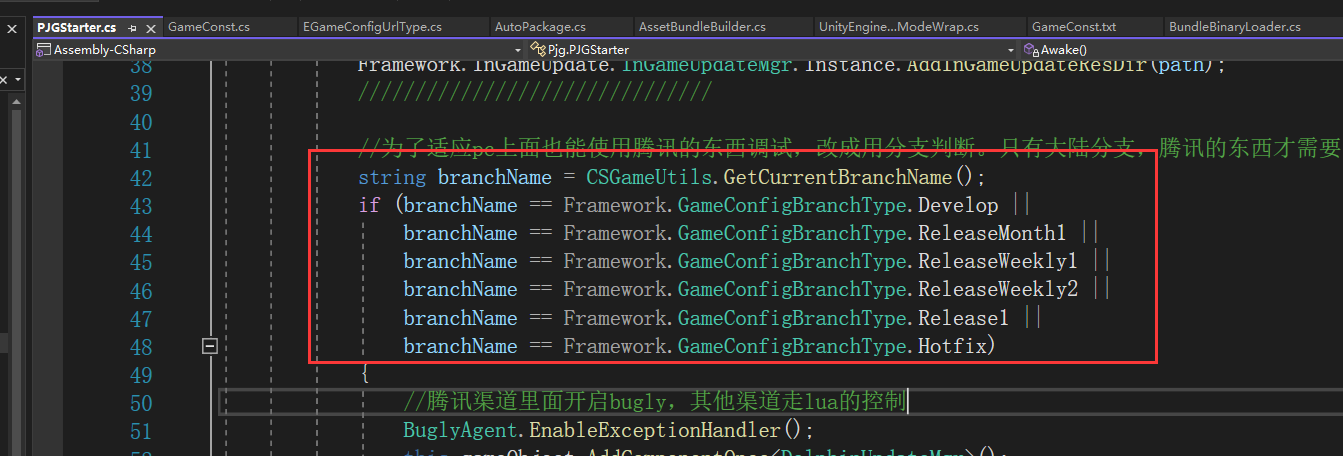 PJGStarter.cs GameConst.cs EGameConfigUrlType.cs AutoPackage.cs AssetBundleBuilder.cs UnityEngine...ModeWrap.cs GameConst.txt BundleBinaryLoader.cs
Assembly-CSharp Pjg.PJGStarter Awake()
38 Framework.InGameUpdate.InGameUpdateMgr.Instance.AddInGameUpdateResDir(path);
39 ///////////////////////////////
40
41 //为了适应pc上面也能使用腾讯的东西调试，改成用分支判断。只有大陆分支，腾讯的东西才需要
42 string branchName = CSGameUtils.GetCurrentBranchName();
43 if (branchName == Framework.GameConfigBranchType.Develop ||
44 branchName == Framework.GameConfigBranchType.ReleaseMonth1 ||
45 branchName == Framework.GameConfigBranchType.ReleaseWeekly1 ||
46 branchName == Framework.GameConfigBranchType.ReleaseWeekly2 ||
47 branchName == Framework.GameConfigBranchType.Release1 ||
48 branchName == Framework.GameConfigBranchType.Hotfix)
49 {
50 //腾讯渠道里面开启bugly，其他渠道走lua的控制
51 BuglyAgent.EnableExceptionHandler();
52 this.gameObject.AddComponentOnce<DolphinUpdateMgr>();